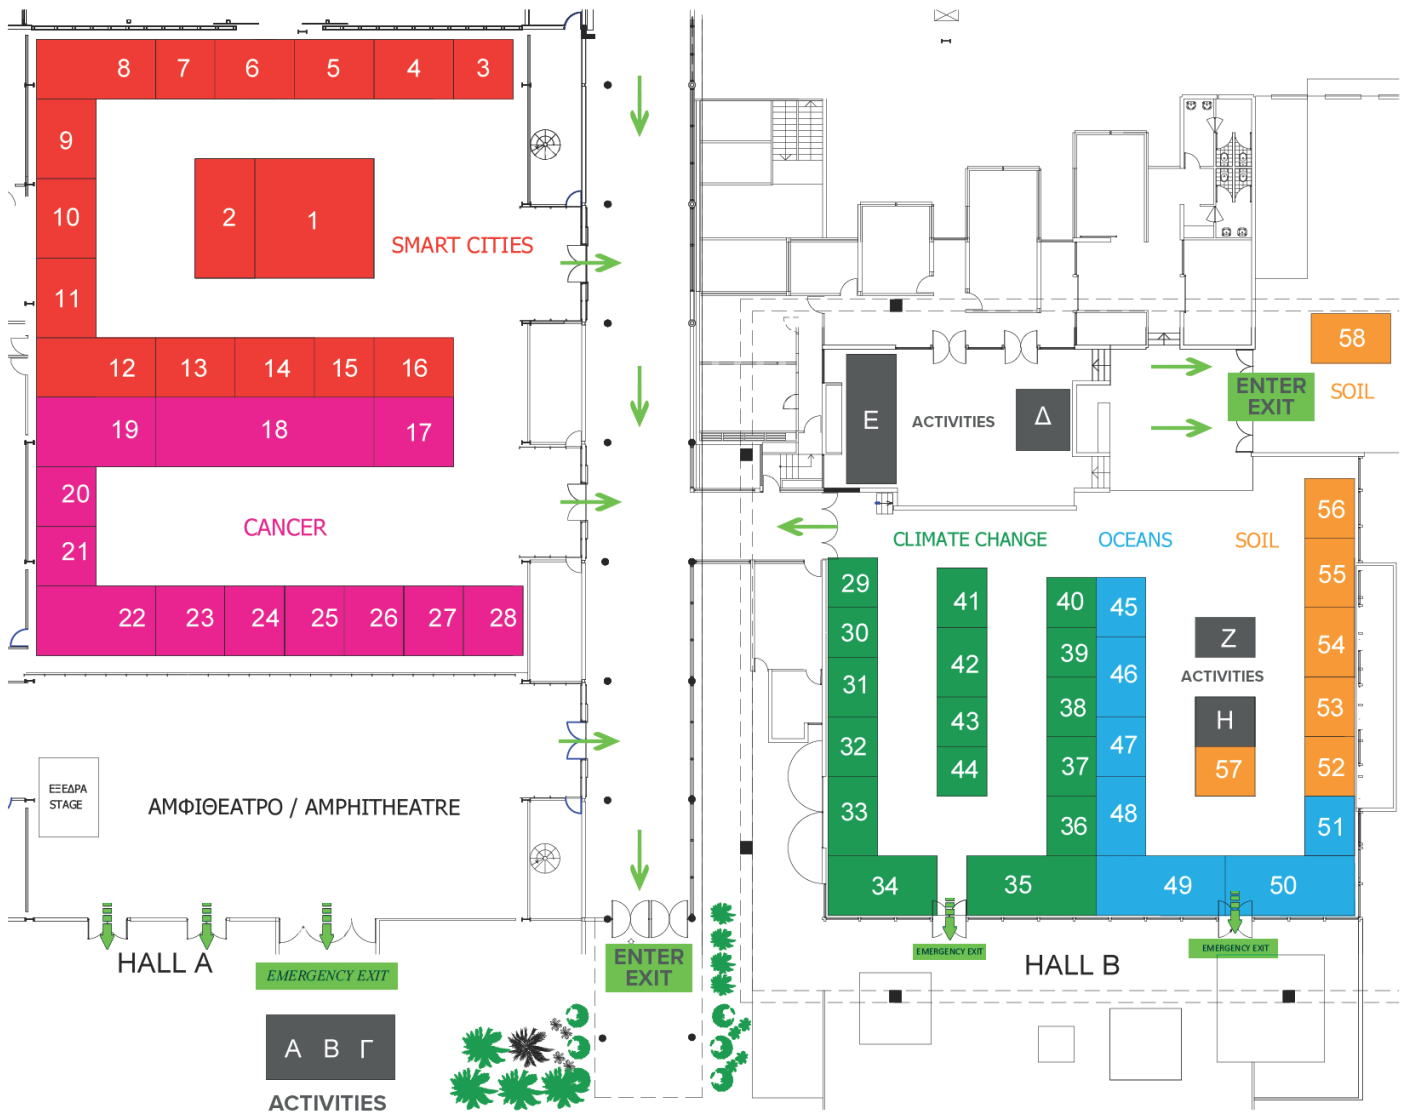 8 7 6 5 4 3
9
10
11
2 1
SMART CITIES
12 13 14 15 16
19 18 17
20
21
CANCER
22 23 24 25 26 27 28
ΕΞΕΔΡΑ
STAGE
ΑΜΦΙΘΕΑΤΡΟ / AMPHITHEATRE
HALL A
EMERGENCY EXIT
Α Β Γ
ACTIVITIES
ENTER
EXIT
Ε
ACTIVITIES
Δ
ENTER
EXIT
58
SOIL
CLIMATE CHANGE
OCEANS
SOIL
29
30
31
32
33
34
41
42
43
44
40
39
38
37
36
35
45
46
47
48
49
50
51
Ζ
ACTIVITIES
Η
57
56
55
54
53
52
EMERGENCY EXIT
EMERGENCY EXIT
HALL B